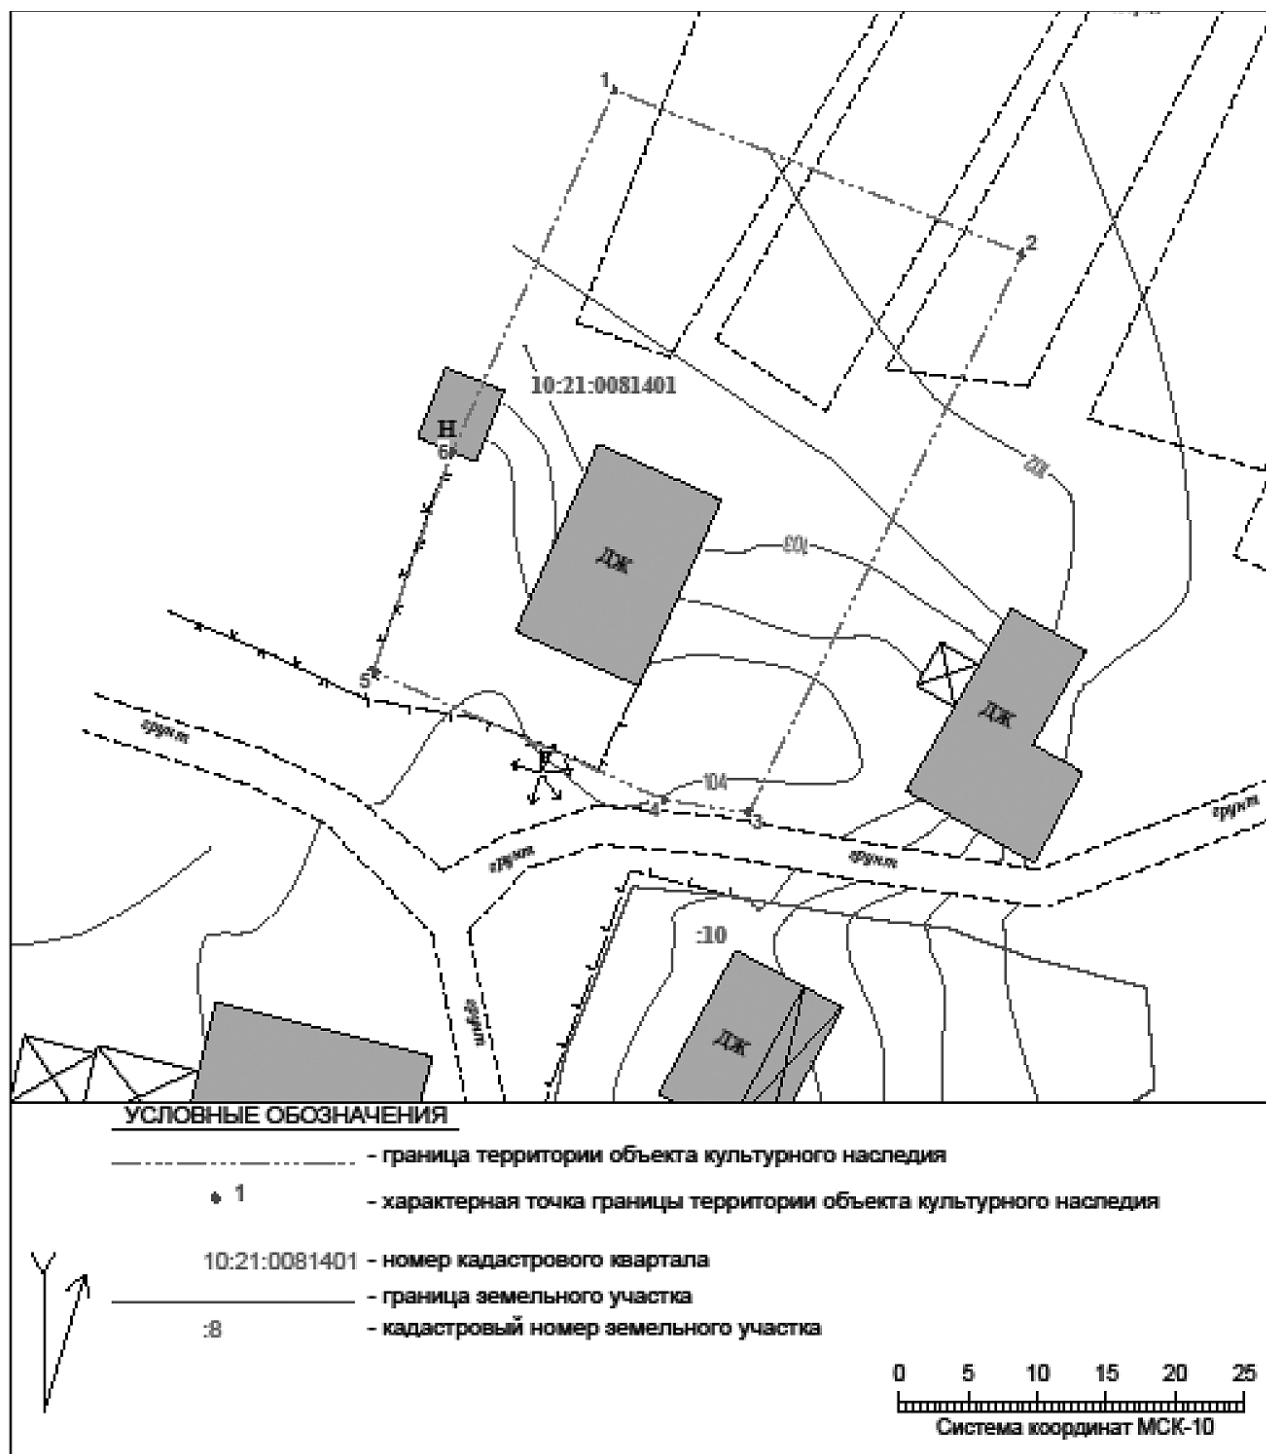 1
2
10:21:0081401
Н
6
102
ДЖ
103
5
ДЖ
грунт
104
4
3
грунт
грунт
грунт
:10
грунт
ДЖ
УСЛОВНЫЕ ОБОЗНАЧЕНИЯ
- граница территории объекта культурного наследия
1 - характерная точка границы территории объекта культурного наследия
10:21:0081401 - номер кадастрового квартала
- граница земельного участка
:8 - кадастровый номер земельного участка
0 5 10 15 20 25
Система координат МСК-10